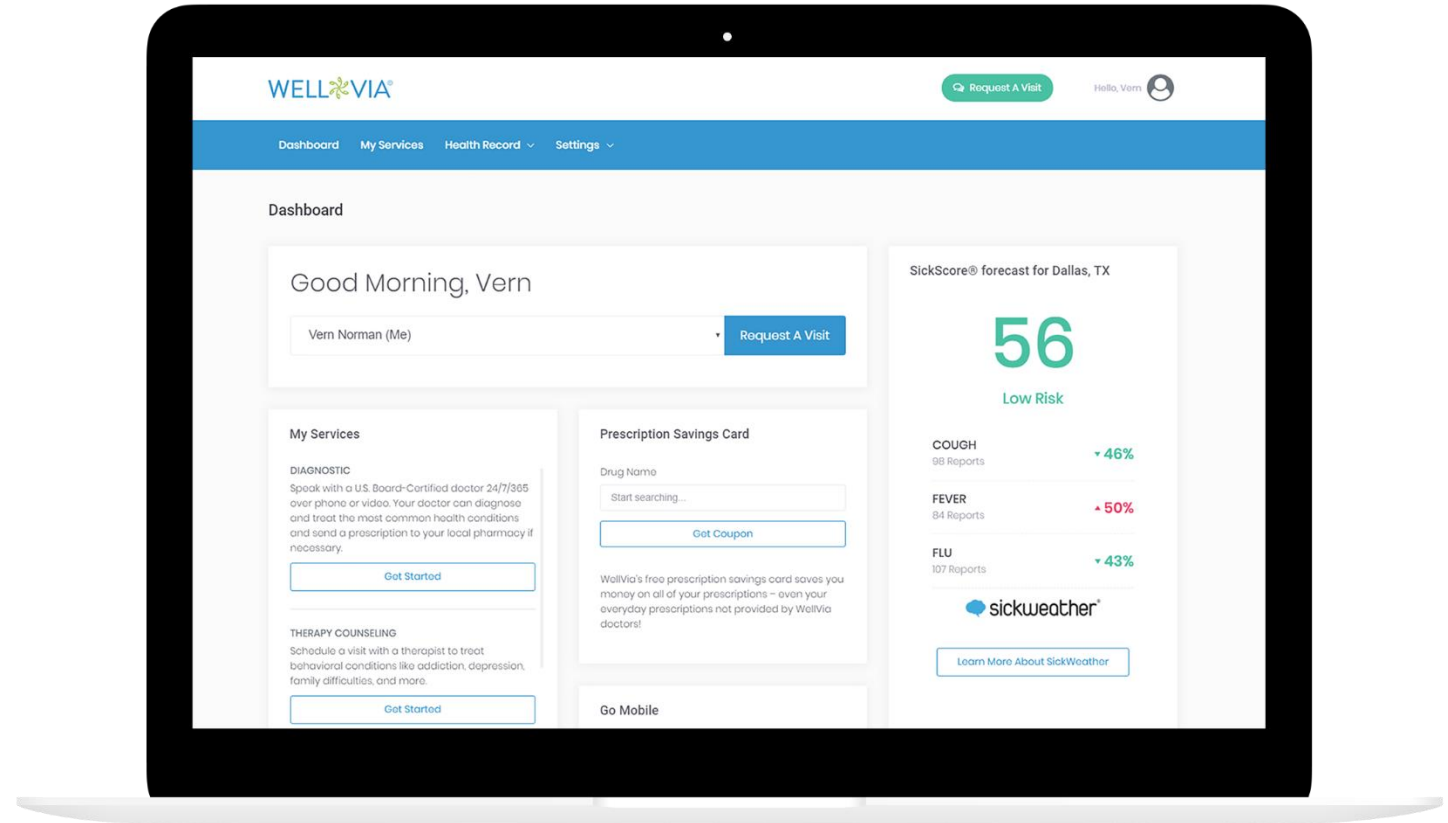 WELLVIA®
Request A Visit
Hello, Vern
Dashboard
My Services
Health Record
Settings
Dashboard
Good Morning, Vern
Vern Norman (Me)
Request A Visit
My Services
DIAGNOSTIC
Speak with a U.S. Board-Certified doctor 24/7/365
over phone or video. Your doctor can diagnose
and treat the most common health conditions
and send a prescription to your local pharmacy if
necessary.
Get Started
THERAPY COUNSELING
Schedule a visit with a therapist to treat
behavioral conditions like addiction, depression,
family difficulties, and more.
Get Started
Prescription Savings Card
Drug Name
Start searching...
Get Coupon
WellVia's free prescription savings card saves you
money on all of your prescriptions – even your
everyday prescriptions not provided by WellVia
doctors!
Go Mobile
SickScore® forecast for Dallas, TX
56
Low Risk
COUGH
98 Reports
▼46%
FEVER
84 Reports
▲50%
FLU
107 Reports
▼43%
sickweather®
Learn More About SickWeather